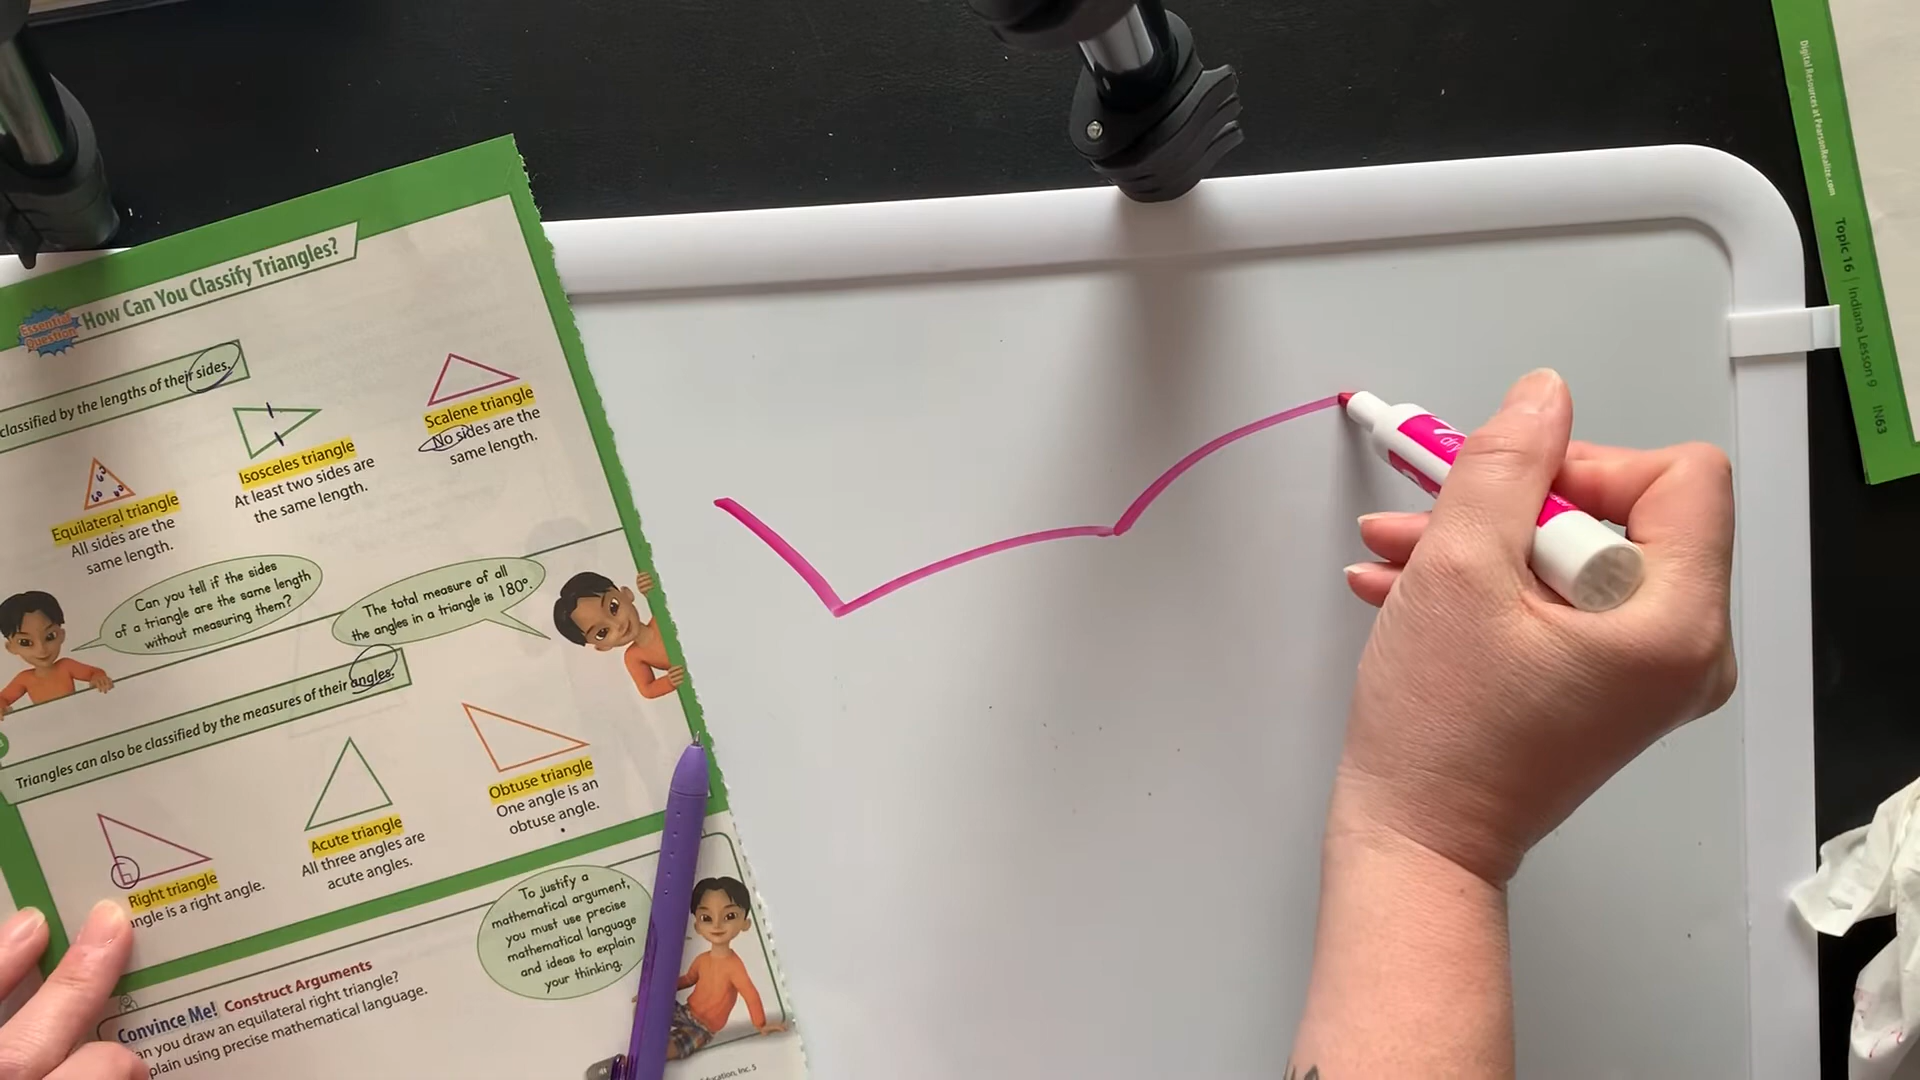 Essential
Question
How Can You Classify Triangles?
classified by the lengths of their sides.
Equilateral triangle
All sides are the
same length.
Isosceles triangle
At least two sides are
the same length.
Scalene triangle
No sides are the
same length.
Can you tell if the sides
of a triangle are the same length
without measuring them?
The total measure of all
the angles in a triangle is 180°.
Triangles can also be classified by the measures of their angles.
Right triangle
angle is a right angle.
Acute triangle
All three angles are
acute angles.
Obtuse triangle
One angle is an
obtuse angle.
To justify a
mathematical argument,
you must use precise
mathematical language
and ideas to explain
your thinking.
Convince Me! Construct Arguments
an you draw an equilateral right triangle?
plain using precise mathematical language.
ducation, Inc. 5
Digital Resources at PearsonRealize.com
Topic 16 | Indiana Lesson 9
IN63